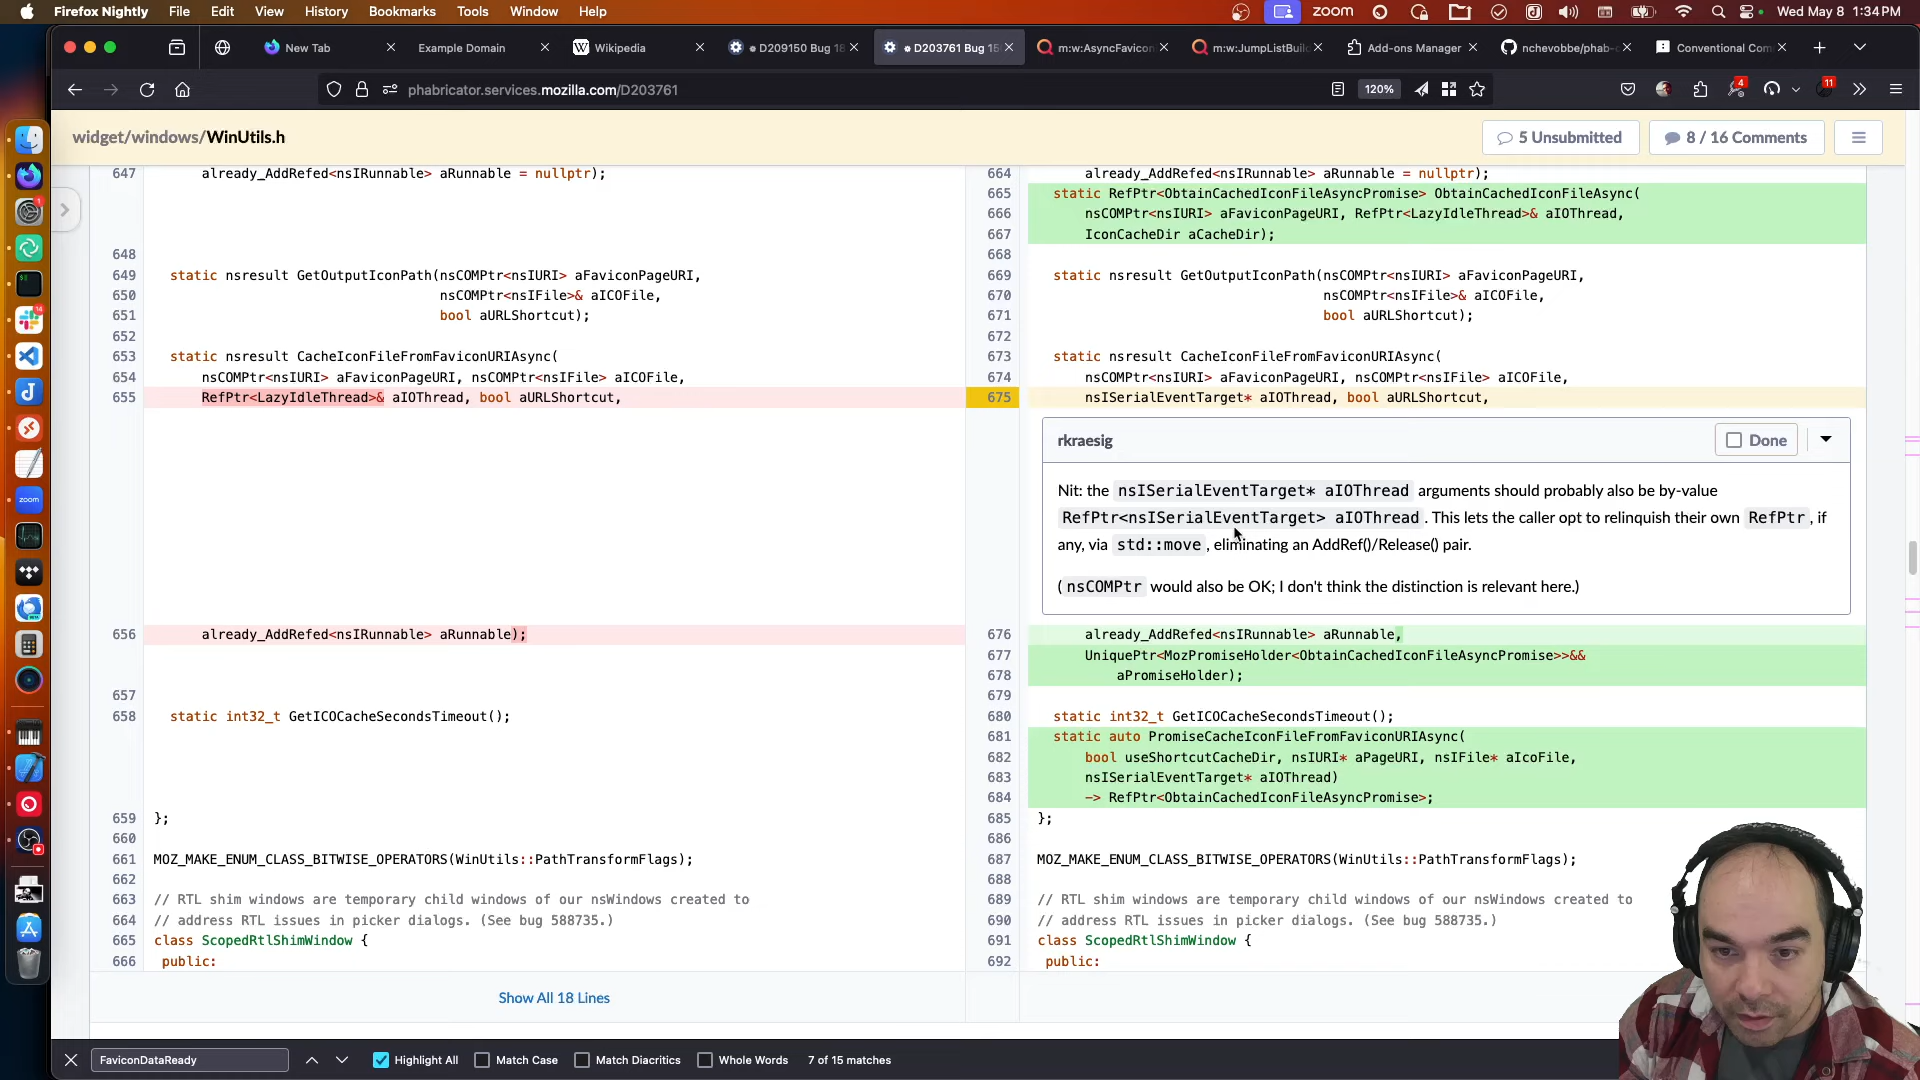 Firefox Nightly File Edit View History Bookmarks Tools Window Help
zoom Wed May 8 1:34 PM
New Tab Example Domain Wikipedia D209150 Bug 18 D203761 Bug 15 m:w:AsyncFavicon m:w:JumpListBuil Add-ons Manager nchevobbe/phab- Conventional Com
phabricator.services.mozilla.com/D203761 120% 4 11
widget/windows/WinUtils.h
5 Unsubmitted
8 / 16 Comments
647 already_AddRefed<nsIRunnable> aRunnable = nullptr);
664 already_AddRefed<nsIRunnable> aRunnable = nullptr);
665 static RefPtr<ObtainCachedIconFileAsyncPromise> ObtainCachedIconFileAsync(
666 nsCOMPtr<nsIURI> aFaviconPageURI, RefPtr<LazyIdleThread>& aIOThread,
667 IconCacheDir aCacheDir);
648
668
649 static nsresult GetOutputIconPath(nsCOMPtr<nsIURI> aFaviconPageURI,
669 static nsresult GetOutputIconPath(nsCOMPtr<nsIURI> aFaviconPageURI,
650 nsCOMPtr<nsIFile>& aICOFile,
670 nsCOMPtr<nsIFile>& aICOFile,
651 bool aURLShortcut);
671 bool aURLShortcut);
652
672
653 static nsresult CacheIconFileFromFaviconURIAsync(
673 static nsresult CacheIconFileFromFaviconURIAsync(
654 nsCOMPtr<nsIURI> aFaviconPageURI, nsCOMPtr<nsIFile> aICOFile,
674 nsCOMPtr<nsIURI> aFaviconPageURI, nsCOMPtr<nsIFile> aICOFile,
655 RefPtr<LazyIdleThread>& aIOThread, bool aURLShortcut,
675 nsISerialEventTarget* aIOThread, bool aURLShortcut,
rkraesig
Done
Nit: the nsISerialEventTarget* aIOThread arguments should probably also be by-value
RefPtr<nsISerialEventTarget> aIOThread. This lets the caller opt to relinquish their own RefPtr, if
any, via std::move, eliminating an AddRef()/Release() pair.
(nsCOMPtr would also be OK; I don't think the distinction is relevant here.)
656 already_AddRefed<nsIRunnable> aRunnable);
676 already_AddRefed<nsIRunnable> aRunnable,
677 UniquePtr<MozPromiseHolder<ObtainCachedIconFileAsyncPromise>>&&
678 aPromiseHolder);
657
679
658 static int32_t GetICOCacheSecondsTimeout();
680 static int32_t GetICOCacheSecondsTimeout();
681 static auto PromiseCacheIconFileFromFaviconURIAsync(
682 bool useShortcutCacheDir, nsIURI* aPageURI, nsIFile* aIcoFile,
683 nsISerialEventTarget* aIOThread)
684 -> RefPtr<ObtainCachedIconFileAsyncPromise>;
659 };
685 };
660
686
661 MOZ_MAKE_ENUM_CLASS_BITWISE_OPERATORS(WinUtils::PathTransformFlags);
687 MOZ_MAKE_ENUM_CLASS_BITWISE_OPERATORS(WinUtils::PathTransformFlags);
662
688
663 // RTL shim windows are temporary child windows of our nsWindows created to
689 // RTL shim windows are temporary child windows of our nsWindows created to
664 // address RTL issues in picker dialogs. (See bug 588735.)
690 // address RTL issues in picker dialogs. (See bug 588735.)
665 class ScopedRtlShimWindow {
691 class ScopedRtlShimWindow {
666 public:
692 public:
Show All 18 Lines
FaviconDataReady Highlight All Match Case Match Diacritics Whole Words 7 of 15 matches